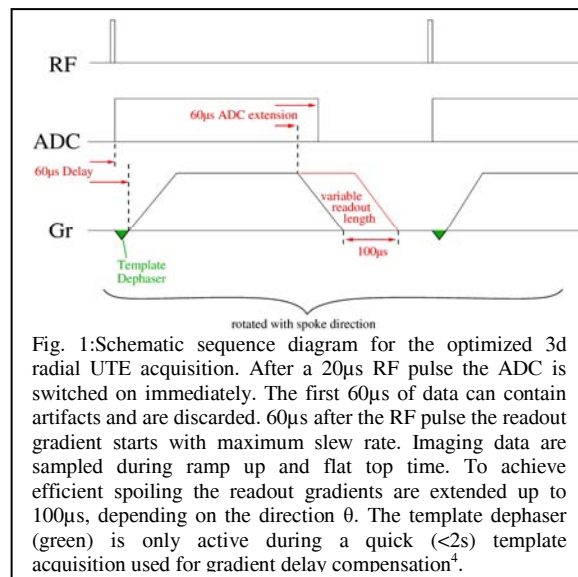 RF
60µs ADC extension
ADC
60µs Delay
variable
readout
length
Gr
100µs
Template
Dephaser
rotated with spoke direction
Fig. 1:Schematic sequence diagram for the optimized 3d
radial UTE acquisition. After a 20µs RF pulse the ADC is
switched on immediately. The first 60µs of data can contain
artifacts and are discarded. 60µs after the RF pulse the readout
gradient starts with maximum slew rate. Imaging data are
sampled during ramp up and flat top time. To achieve
efficient spoiling the readout gradients are extended up to
100µs, depending on the direction θ. The template dephaser
(green) is only active during a quick (<2s) template
acquisition used for gradient delay compensation⁴.